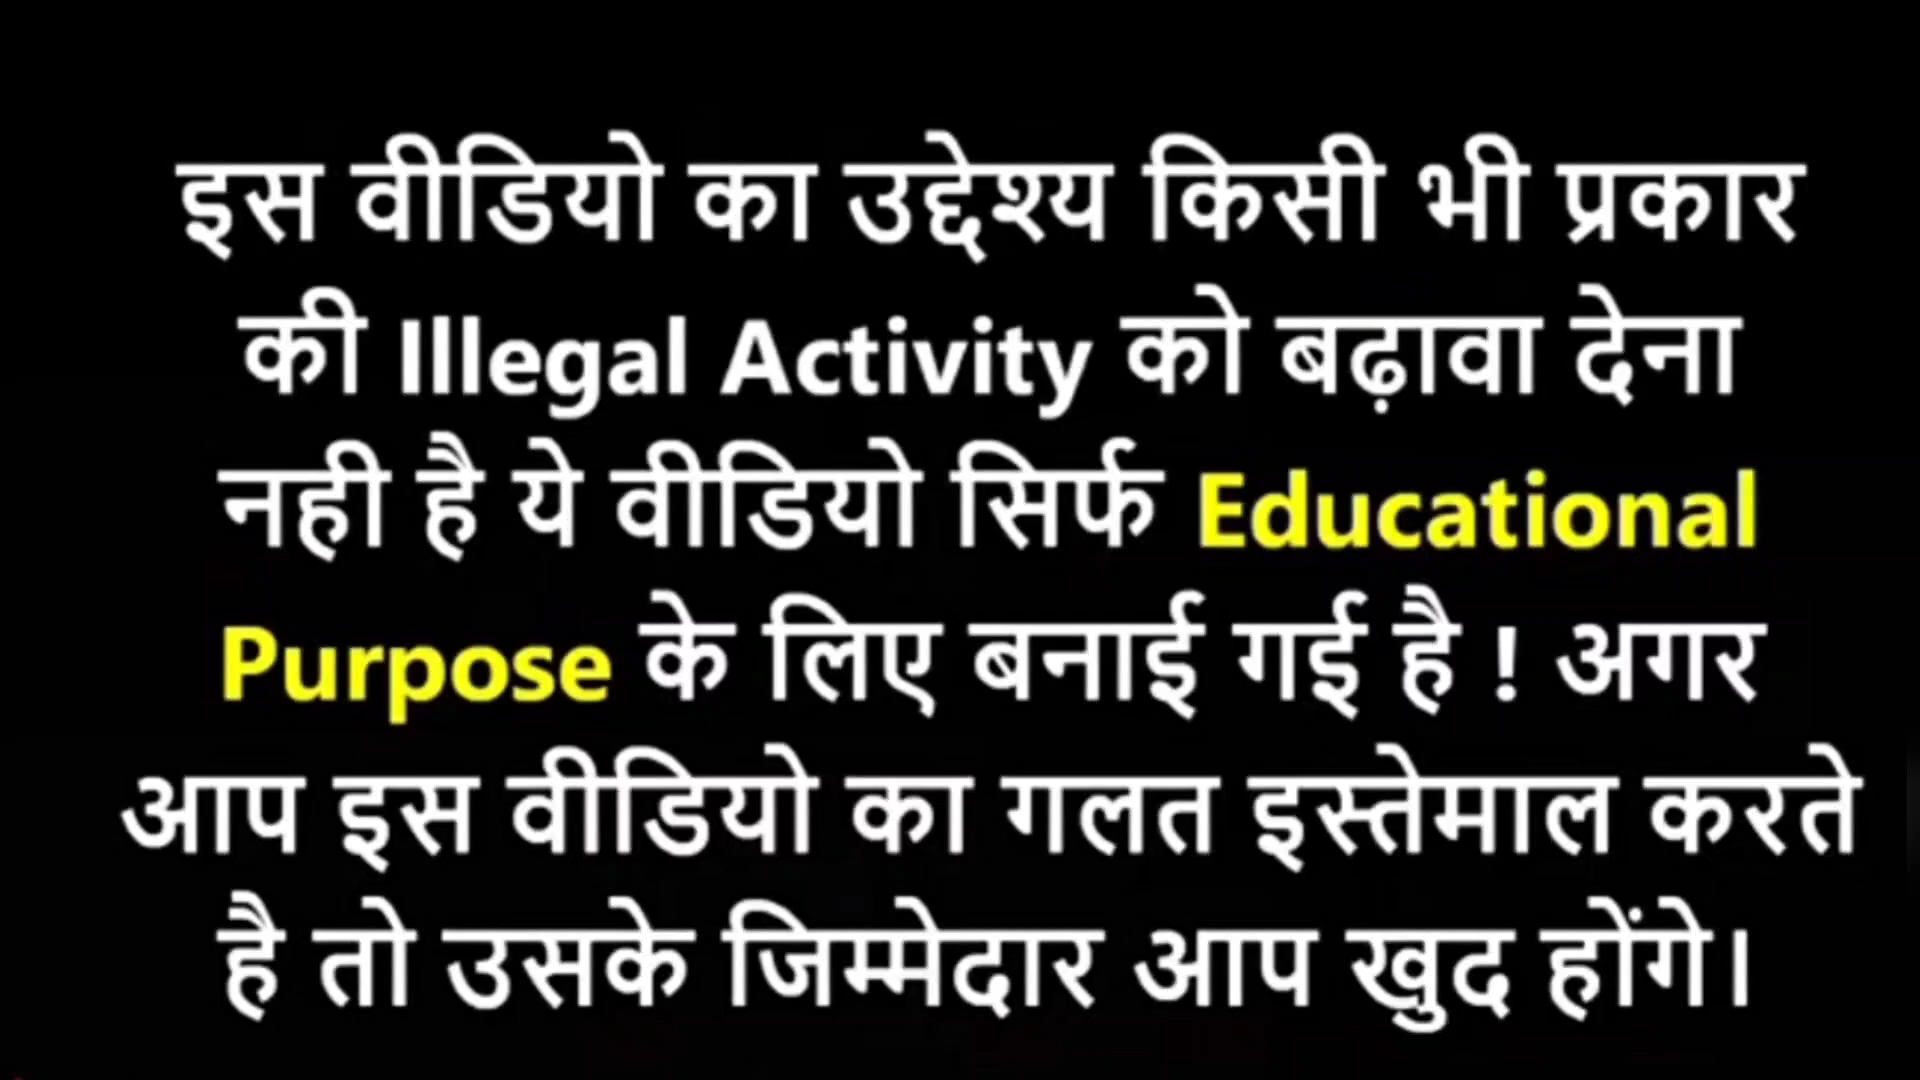 इस वीडियो का उद्देश्य किसी भी प्रकार
की Illegal Activity को बढ़ावा देना
नही है ये वीडियो सिर्फ Educational
Purpose के लिए बनाई गई है ! अगर
आप इस वीडियो का गलत इस्तेमाल करते
है तो उसके जिम्मेदार आप खुद होंगे।